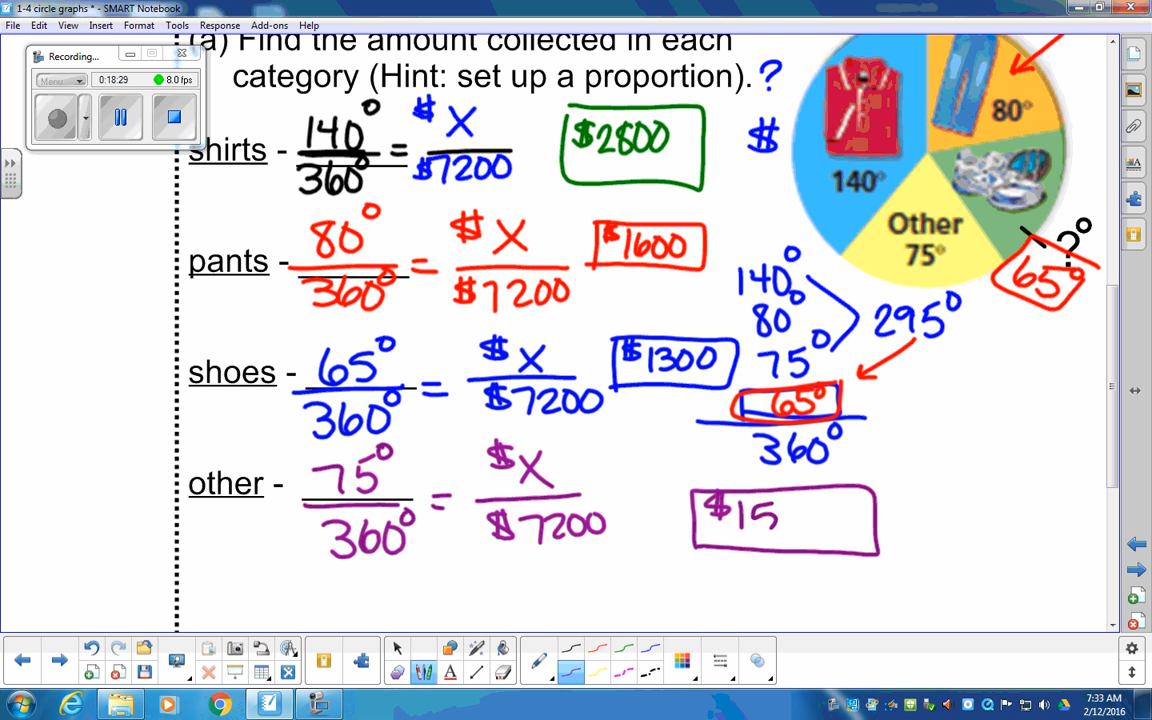 1-4 circle graphs * - SMART Notebook
File Edit View Insert Format Tools Response Add-ons Help
Recording...
Menu 0:18:29 8.0 fps
(a) Find the amount collected in each
category (Hint: set up a proportion). ?
shirts - 140° / 360° = $X / $7200 $2800
$
80°
140°
Other
75°
?°
65°
pants - 80° / 360° = $X / $7200 $1600
shoes - 65° / 360° = $X / $7200 $1300
other - 75° / 360° = $X / $7200 $15
140°
80°
75°
295°
65°
360°
7:33 AM
2/12/2016